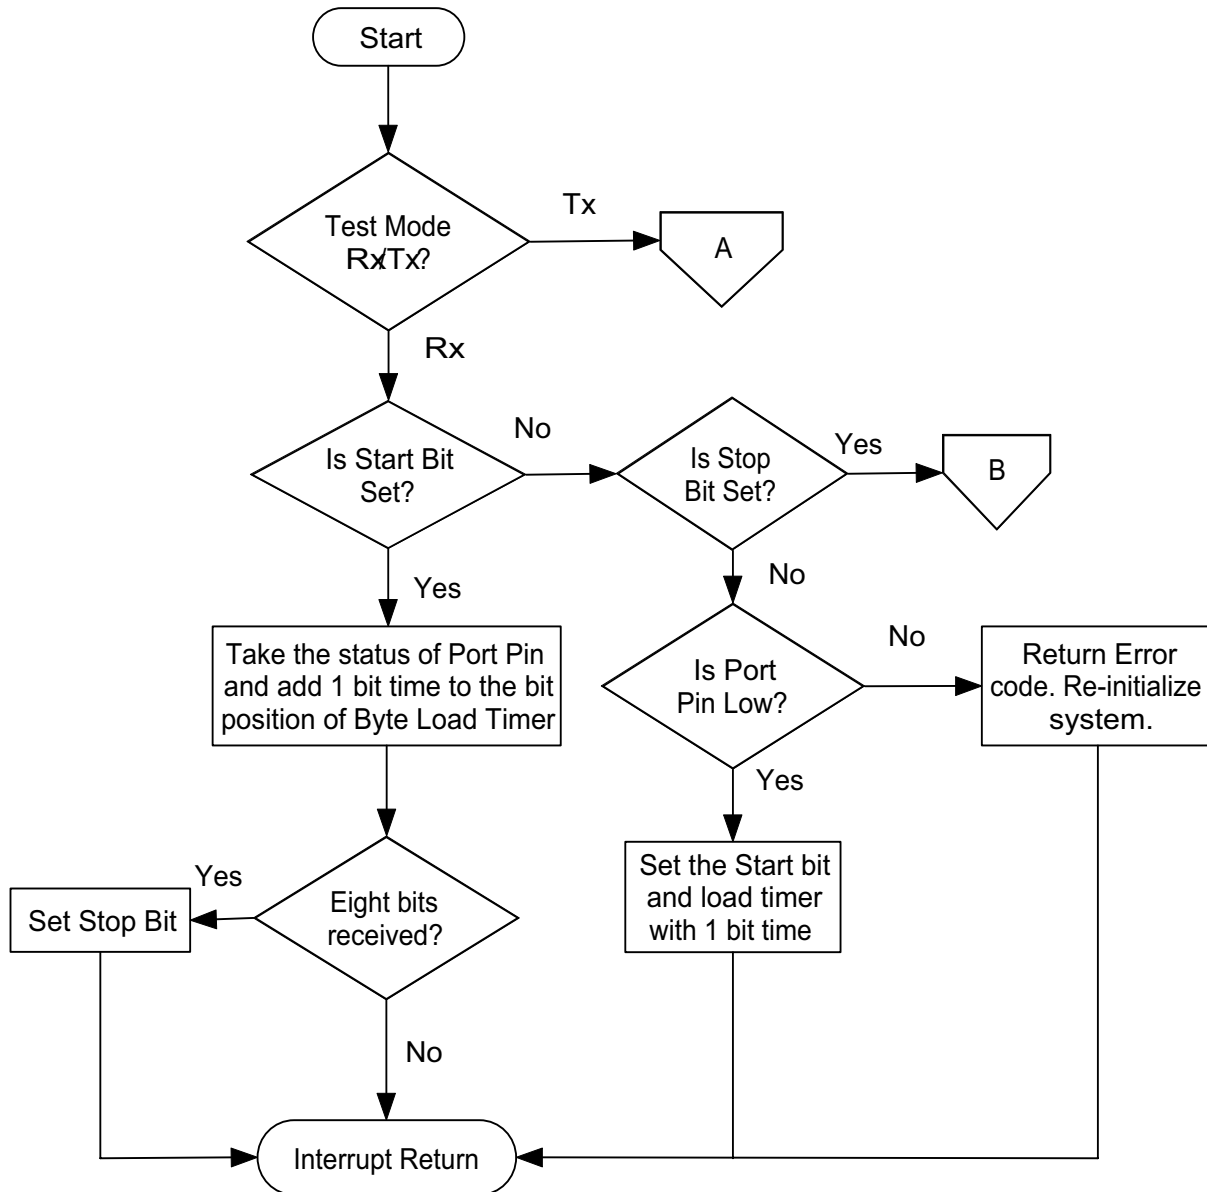 Start
Test Mode
Rx/Tx?
Tx
A
Rx
Is Start Bit
Set?
No
Is Stop
Bit Set?
Yes
B
Yes
No
Take the status of Port Pin
and add 1 bit time to the bit
position of Byte Load Timer
Is Port
Pin Low?
No
Return Error
code. Re-initialize
system.
Yes
Eight bits
received?
Yes
Set Stop Bit
Set the Start bit
and load timer
with 1 bit time
No
Interrupt Return